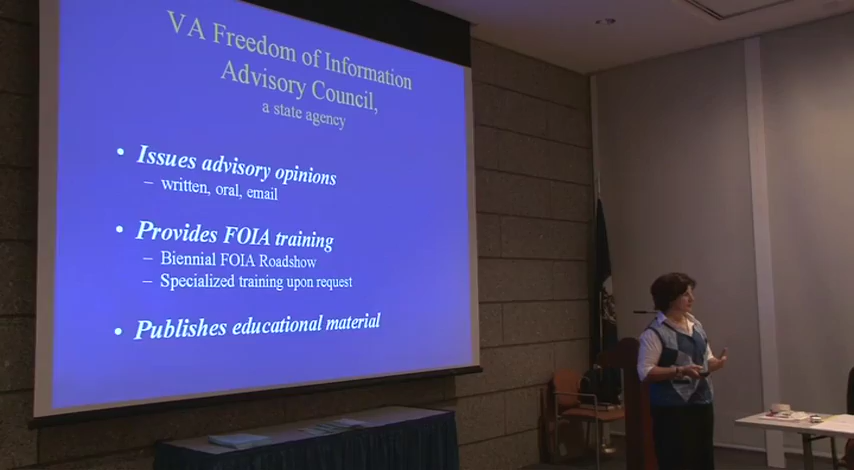 VA Freedom of Information
Advisory Council,
a state agency
• Issues advisory opinions
– written, oral, email
• Provides FOIA training
– Biennial FOIA Roadshow
– Specialized training upon request
• Publishes educational material